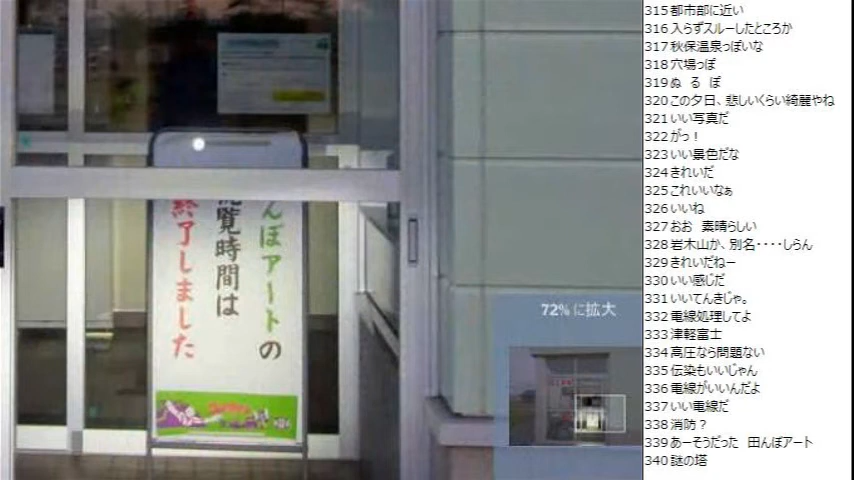 んぼアートの
覧時間は
終了しました
72% に拡大
315 都市部に近い
316 入らずスルーしたところか
317 秋保温泉っぽいな
318 穴場っぽ
319 ぬ る ぽ
320 この夕日、悲しいくらい綺麗やね
321 いい写真だ
322 がっ！
323 いい景色だな
324 きれいだ
325 これいいなぁ
326 いいね
327 おお 素晴らしい
328 岩木山か、別名・・・・しらん
329 きれいだねー
330 いい感じだ
331 いいてんきじゃ。
332 電線処理してよ
333 津軽富士
334 高圧なら問題ない
335 伝染もいいじゃん
336 電線がいいんだよ
337 いい電線だ
338 消防？
339 あーそうだった 田んぼアート
340 謎の塔